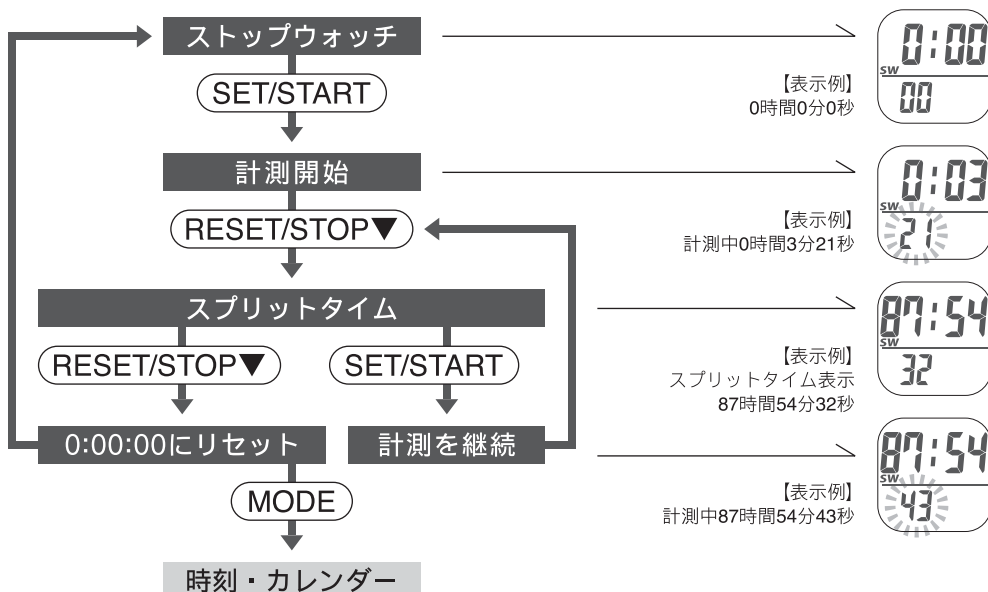 ストップウォッチ
0:00
SW
00
SET/START
【表示例】
0時間0分0秒
計測開始
0:03
SW
21
RESET/STOP▼
【表示例】
計測中0時間3分21秒
スプリットタイム
87:54
SW
32
RESET/STOP▼
SET/START
【表示例】
スプリットタイム表示
87時間54分32秒
0:00:00にリセット
計測を継続
87:54
SW
43
MODE
【表示例】
計測中87時間54分43秒
時刻・カレンダー